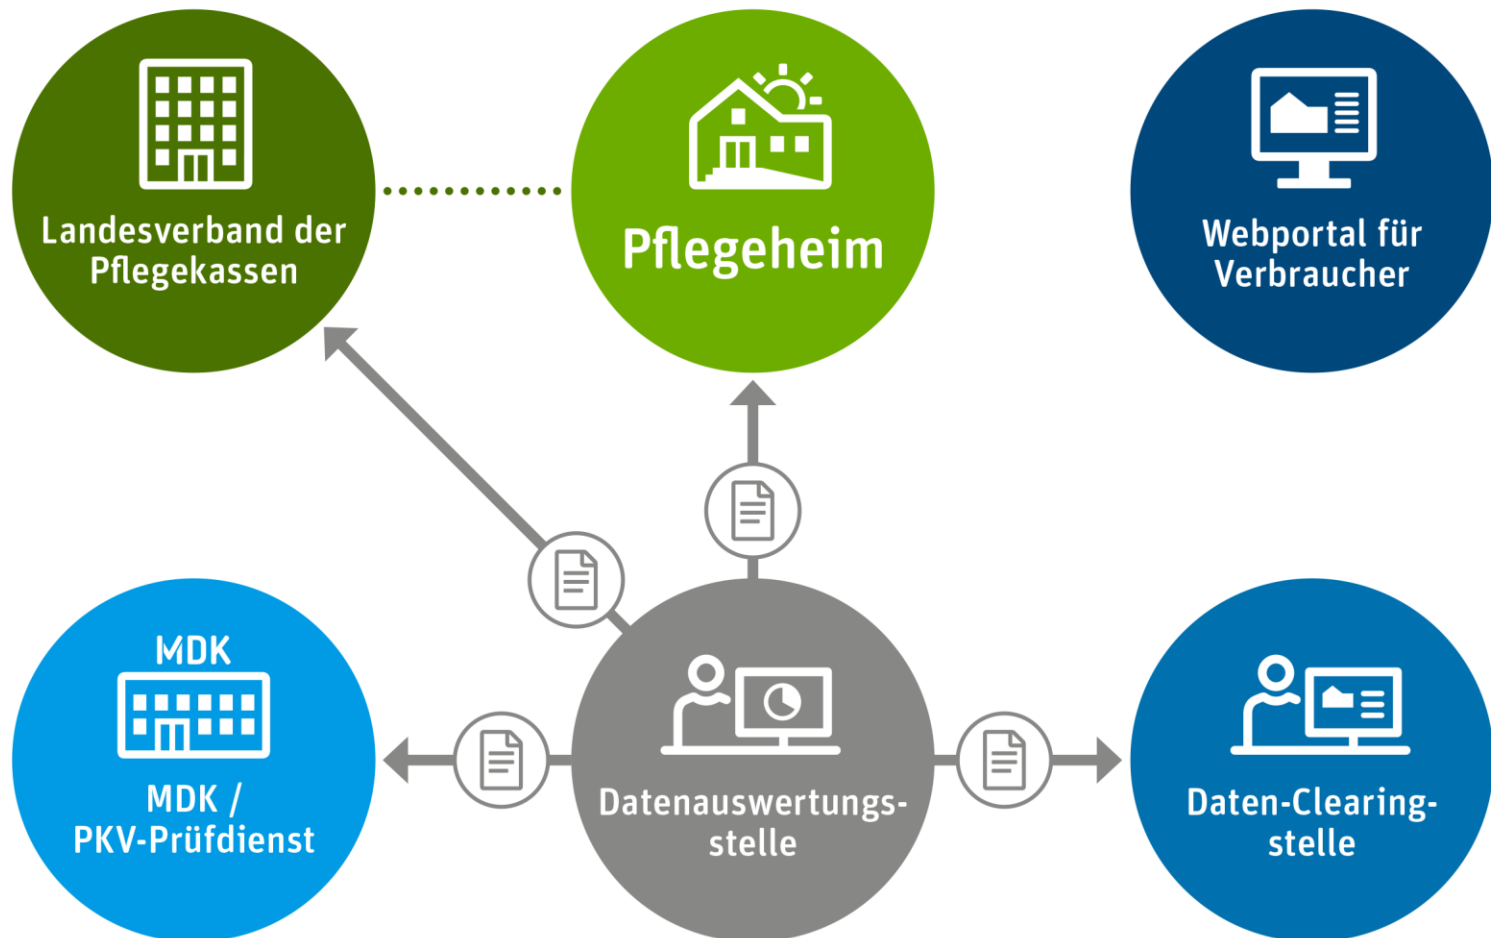 Landesverband der
Pflegekassen
Pflegeheim
Webportal für
Verbraucher
MDK
MDK /
PKV-Prüfdienst
Datenauswertungs-
stelle
Daten-Clearing-
stelle